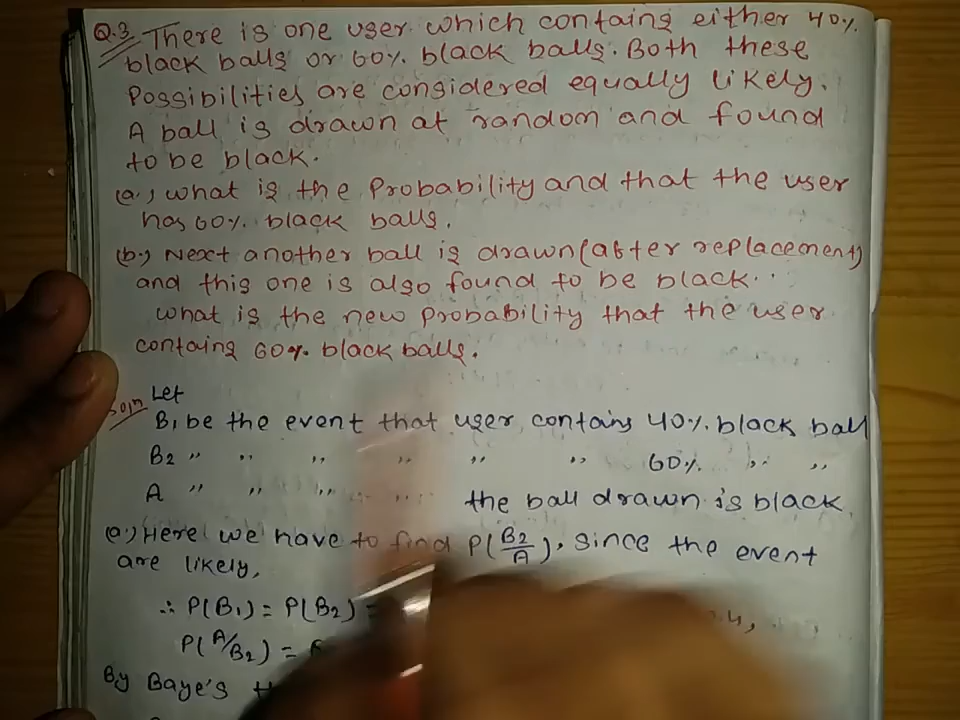 Q.3 There is one user which contains either 40%
black balls or 60% black balls. Both these
Possibilities are considered equally likely.
A ball is drawn at random and found
to be black.
(a.) what is the Probability and that the user
has 60% black balls.
(b.) Next another ball is drawn (after replacement)
and this one is also found to be black.
what is the new probability that the user
contains 60% black balls.
Soln Let
B1 be the event that user contains 40% black ball
B2 " " " " " " 60% " "
A " " " " the ball drawn is black.
(a.) Here we have to find P(B2/A), since the event
are likely,
∴ P(B1) = P(B2) =
P(A/B2) =
By Baye's